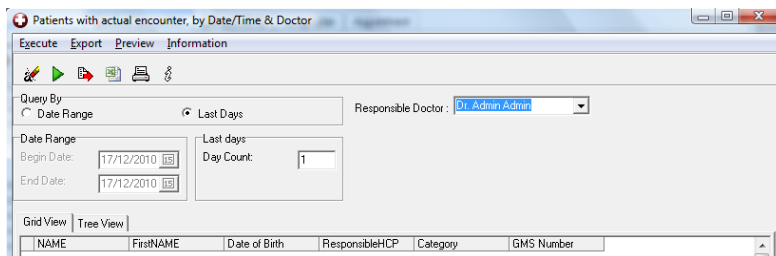 Patients with actual encounter, by Date/Time & Doctor
Execute Export Preview Information
Query By
Date Range Last Days
Responsible Doctor : Dr. Admin Admin
Date Range
Begin Date: 17/12/2010 15
End Date: 17/12/2010 15
Last days
Day Count: 1
Grid View Tree View
NAME FirstNAME Date of Birth ResponsibleHCP Category GMS Number